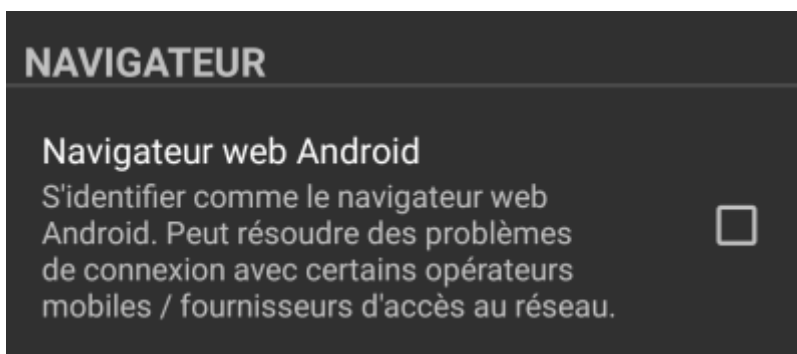 NAVIGATEUR
Navigateur web Android
S'identifier comme le navigateur web
Android. Peut résoudre des problèmes
de connexion avec certains opérateurs
mobiles / fournisseurs d'accès au réseau.